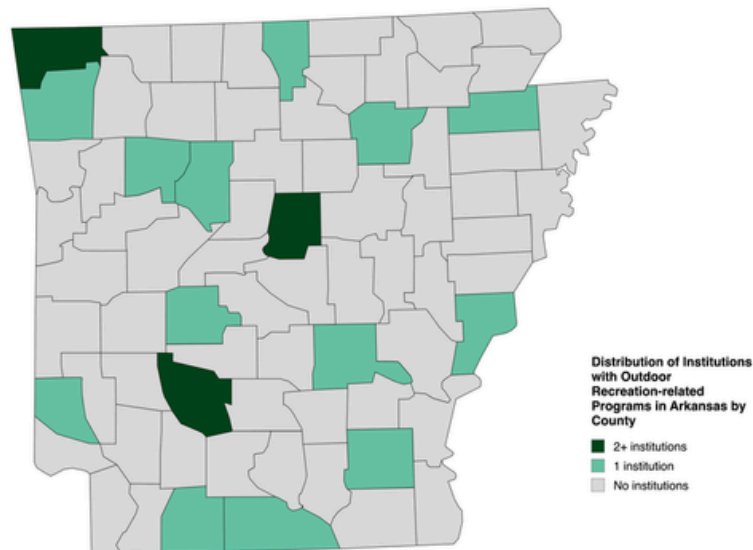 Distribution of Institutions
with Outdoor
Recreation-related
Programs in Arkansas by
County
2+ institutions
1 institution
No institutions